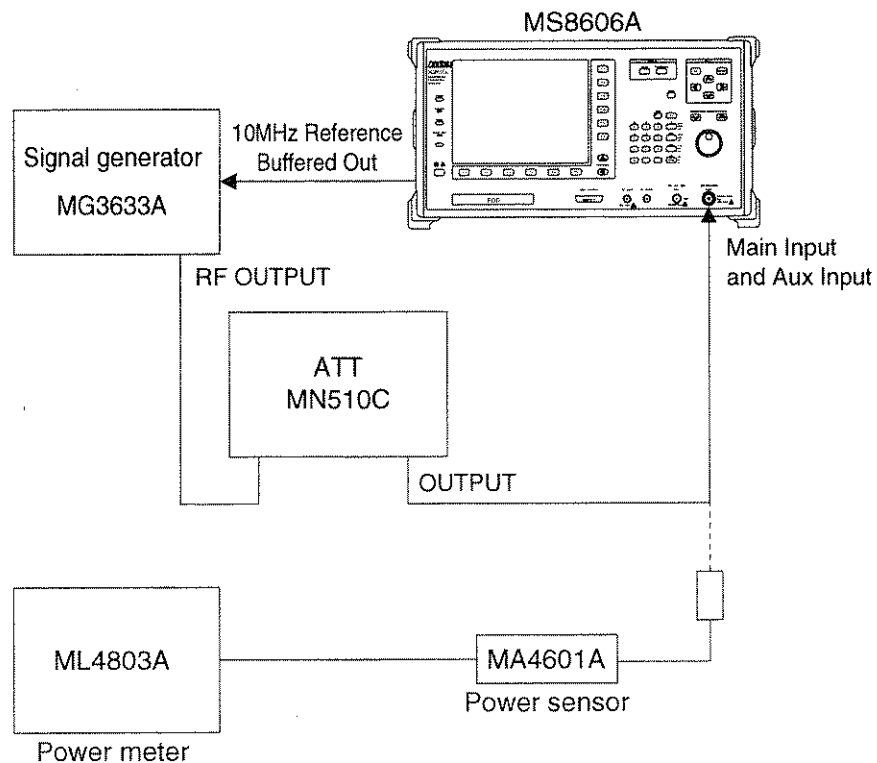 MS8606A
10MHz Reference
Buffered Out
Signal generator
MG3633A
Main Input
and Aux Input
RF OUTPUT
ATT
MN510C
OUTPUT
ML4803A
MA4601A
Power sensor
Power meter